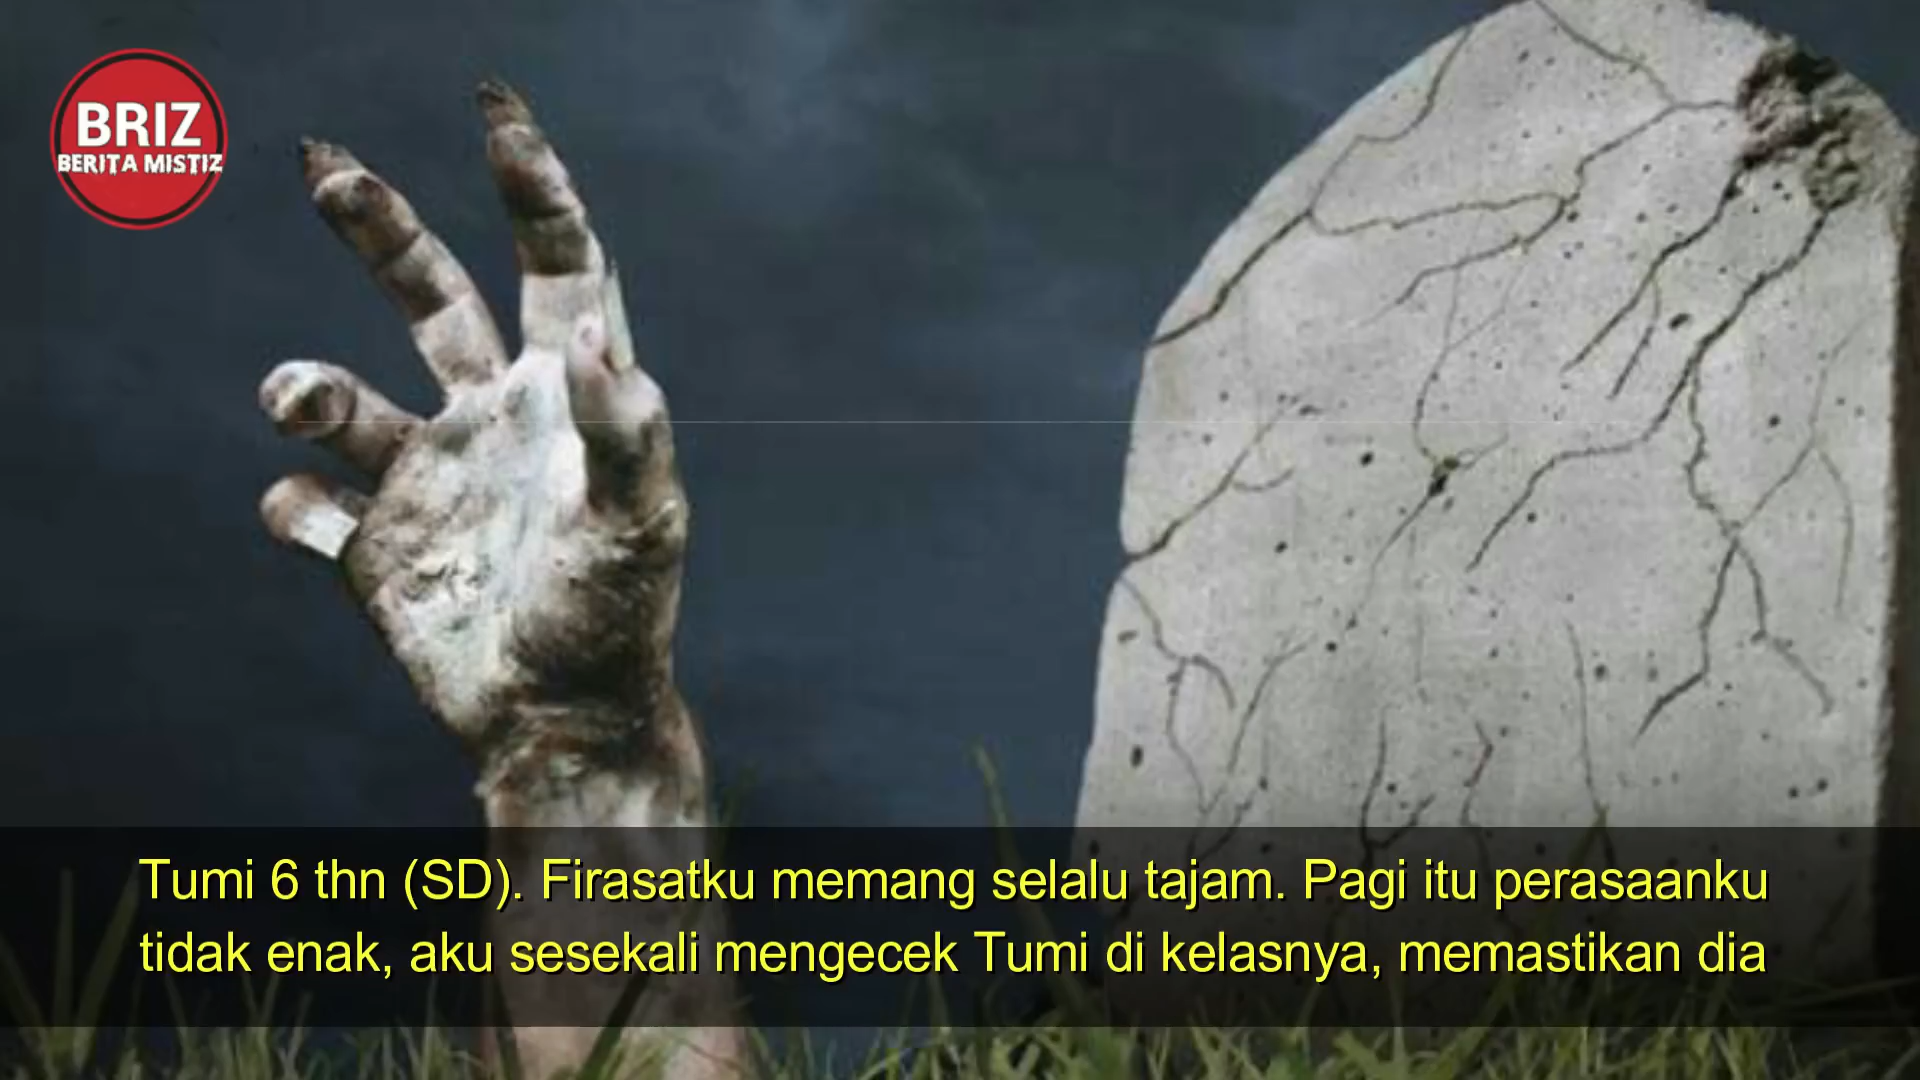 BRIZ
BERITA MISTIZ
Tumi 6 thn (SD). Firasatku memang selalu tajam. Pagi itu perasaanku
tidak enak, aku sesekali mengecek Tumi di kelasnya, memastikan dia